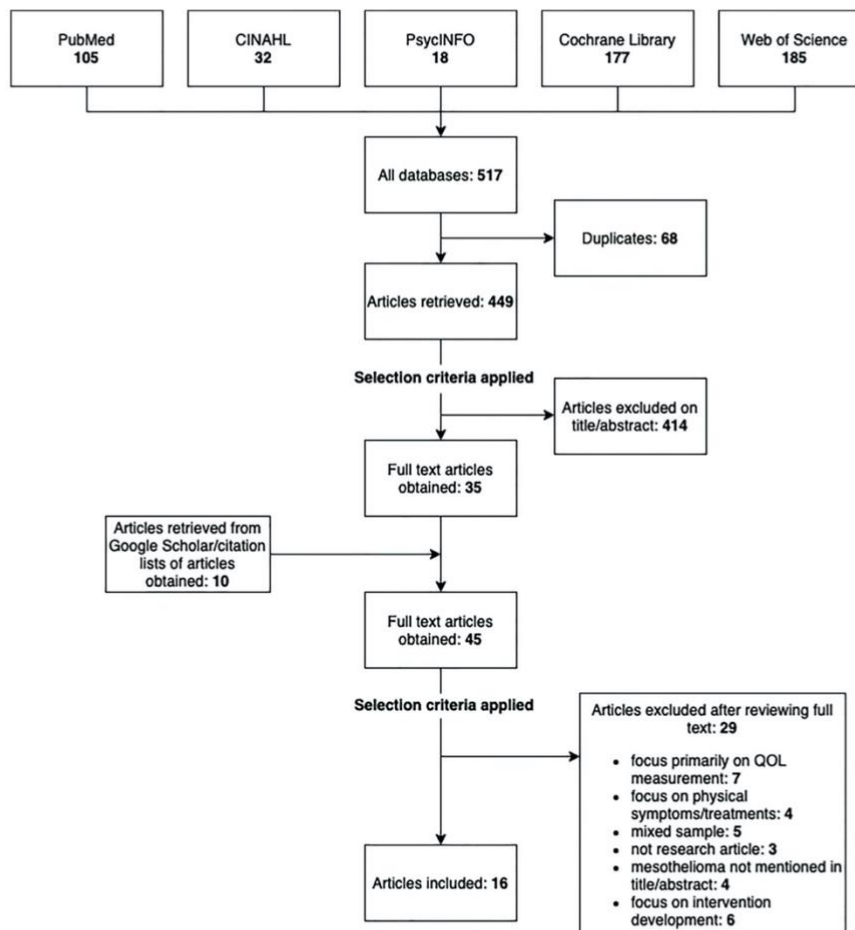 PubMed
105
CINAHL
32
PsycINFO
18
Cochrane Library
177
Web of Science
185
All databases: 517
Duplicates: 68
Articles retrieved: 449
Selection criteria applied
Articles excluded on
title/abstract: 414
Full text articles
obtained: 35
Articles retrieved from
Google Scholar/citation
lists of articles
obtained: 10
Full text articles
obtained: 45
Selection criteria applied
Articles excluded after reviewing full
text: 29
• focus primarily on QOL
measurement: 7
• focus on physical
symptoms/treatments: 4
• mixed sample: 5
• not research article: 3
• mesothelioma not mentioned in
title/abstract: 4
• focus on intervention
development: 6
Articles included: 16